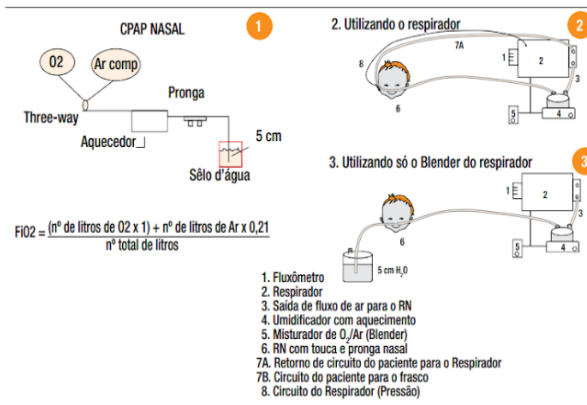 CPAP NASAL
1
O2
Ar comp
Three-way
Aquecedor
Pronga
5 cm
Sêlo d'água
FiO2 = (nº de litros de O2 x 1) + nº de litros de Ar x 0,21
nº total de litros
2. Utilizando o respirador
2
7A
8
1
2
3
6
5
4
3. Utilizando só o Blender do respirador
3
1
2
3
6
5
4
5 cm H2O
1. Fluxômetro
2. Respirador
3. Saída de fluxo de ar para o RN
4. Umidificador com aquecimento
5. Misturador de O2/Ar (Blender)
6. RN com touca e pronga nasal
7A. Retorno de circuito do paciente para o Respirador
7B. Circuito do paciente para o frasco
8. Circuito do Respirador (Pressão)